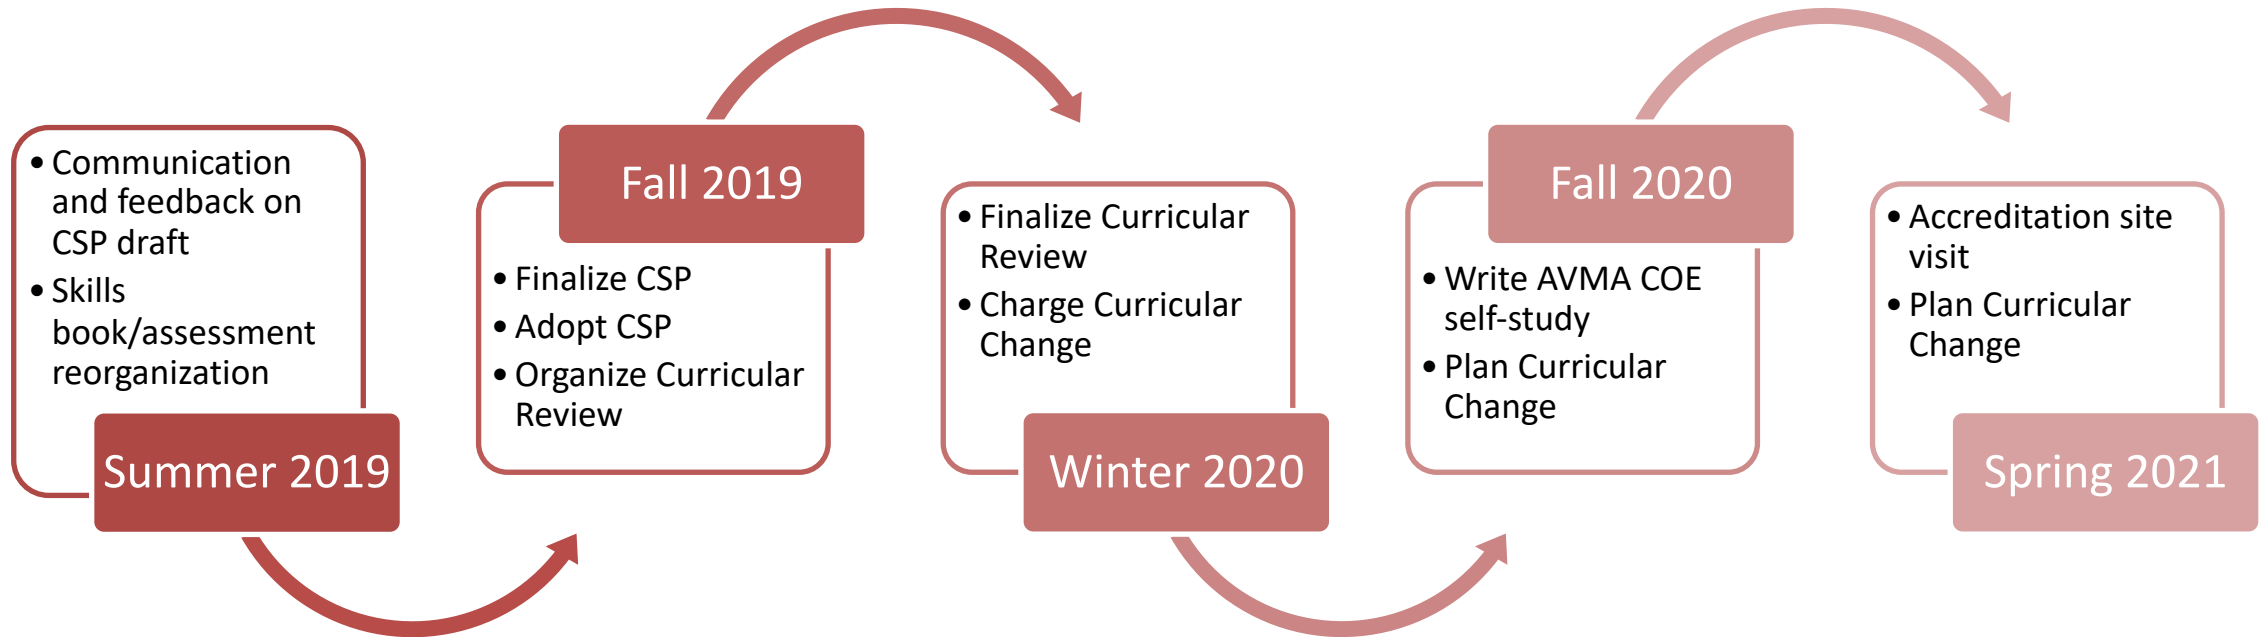 • Communication
and feedback on
CSP draft
• Skills
book/assessment
reorganization
Summer 2019
Fall 2019
• Finalize CSP
• Adopt CSP
• Organize Curricular
Review
• Finalize Curricular
Review
• Charge Curricular
Change
Winter 2020
Fall 2020
• Write AVMA COE
self-study
• Plan Curricular
Change
• Accreditation site
visit
• Plan Curricular
Change
Spring 2021